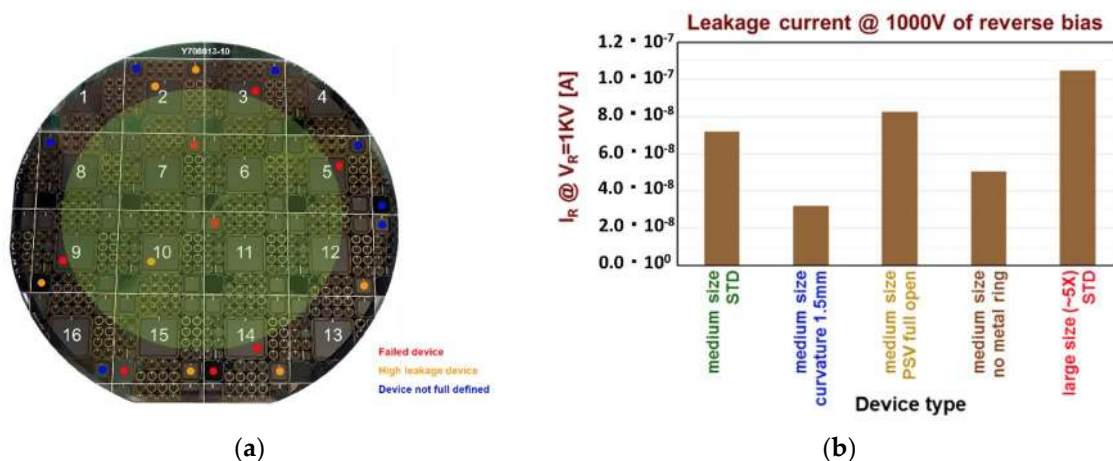 Y706013-10
1
2
3
4
8
7
6
5
9
10
11
12
16
15
14
13
Failed device
High leakage device
Device not full defined
(a)
Leakage current @ 1000V of reverse bias
I_R @ V_R=1KV [A]
1.2 · 10⁻⁷
1.0 · 10⁻⁷
8.0 · 10⁻⁸
6.0 · 10⁻⁸
4.0 · 10⁻⁸
2.0 · 10⁻⁸
0.0 · 10⁰
medium size
STD
medium size
curvature 1.5mm
medium size
PSV full open
medium size
no metal ring
large size (~5X)
STD
Device type
(b)